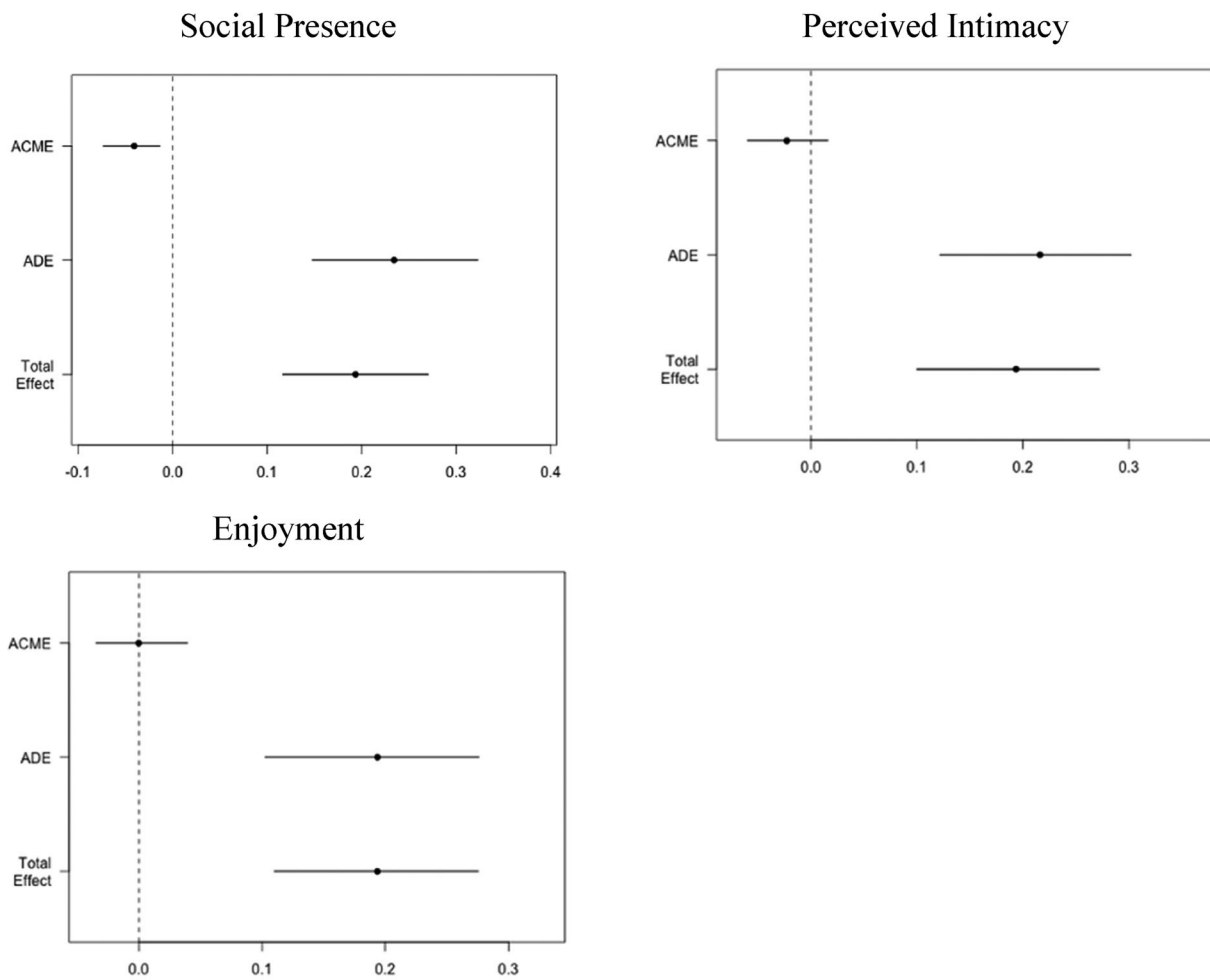 Social Presence
ACME
ADE
Total
Effect
-0.1 0.0 0.1 0.2 0.3 0.4
Perceived Intimacy
ACME
ADE
Total
Effect
0.0 0.1 0.2 0.3
Enjoyment
ACME
ADE
Total
Effect
0.0 0.1 0.2 0.3